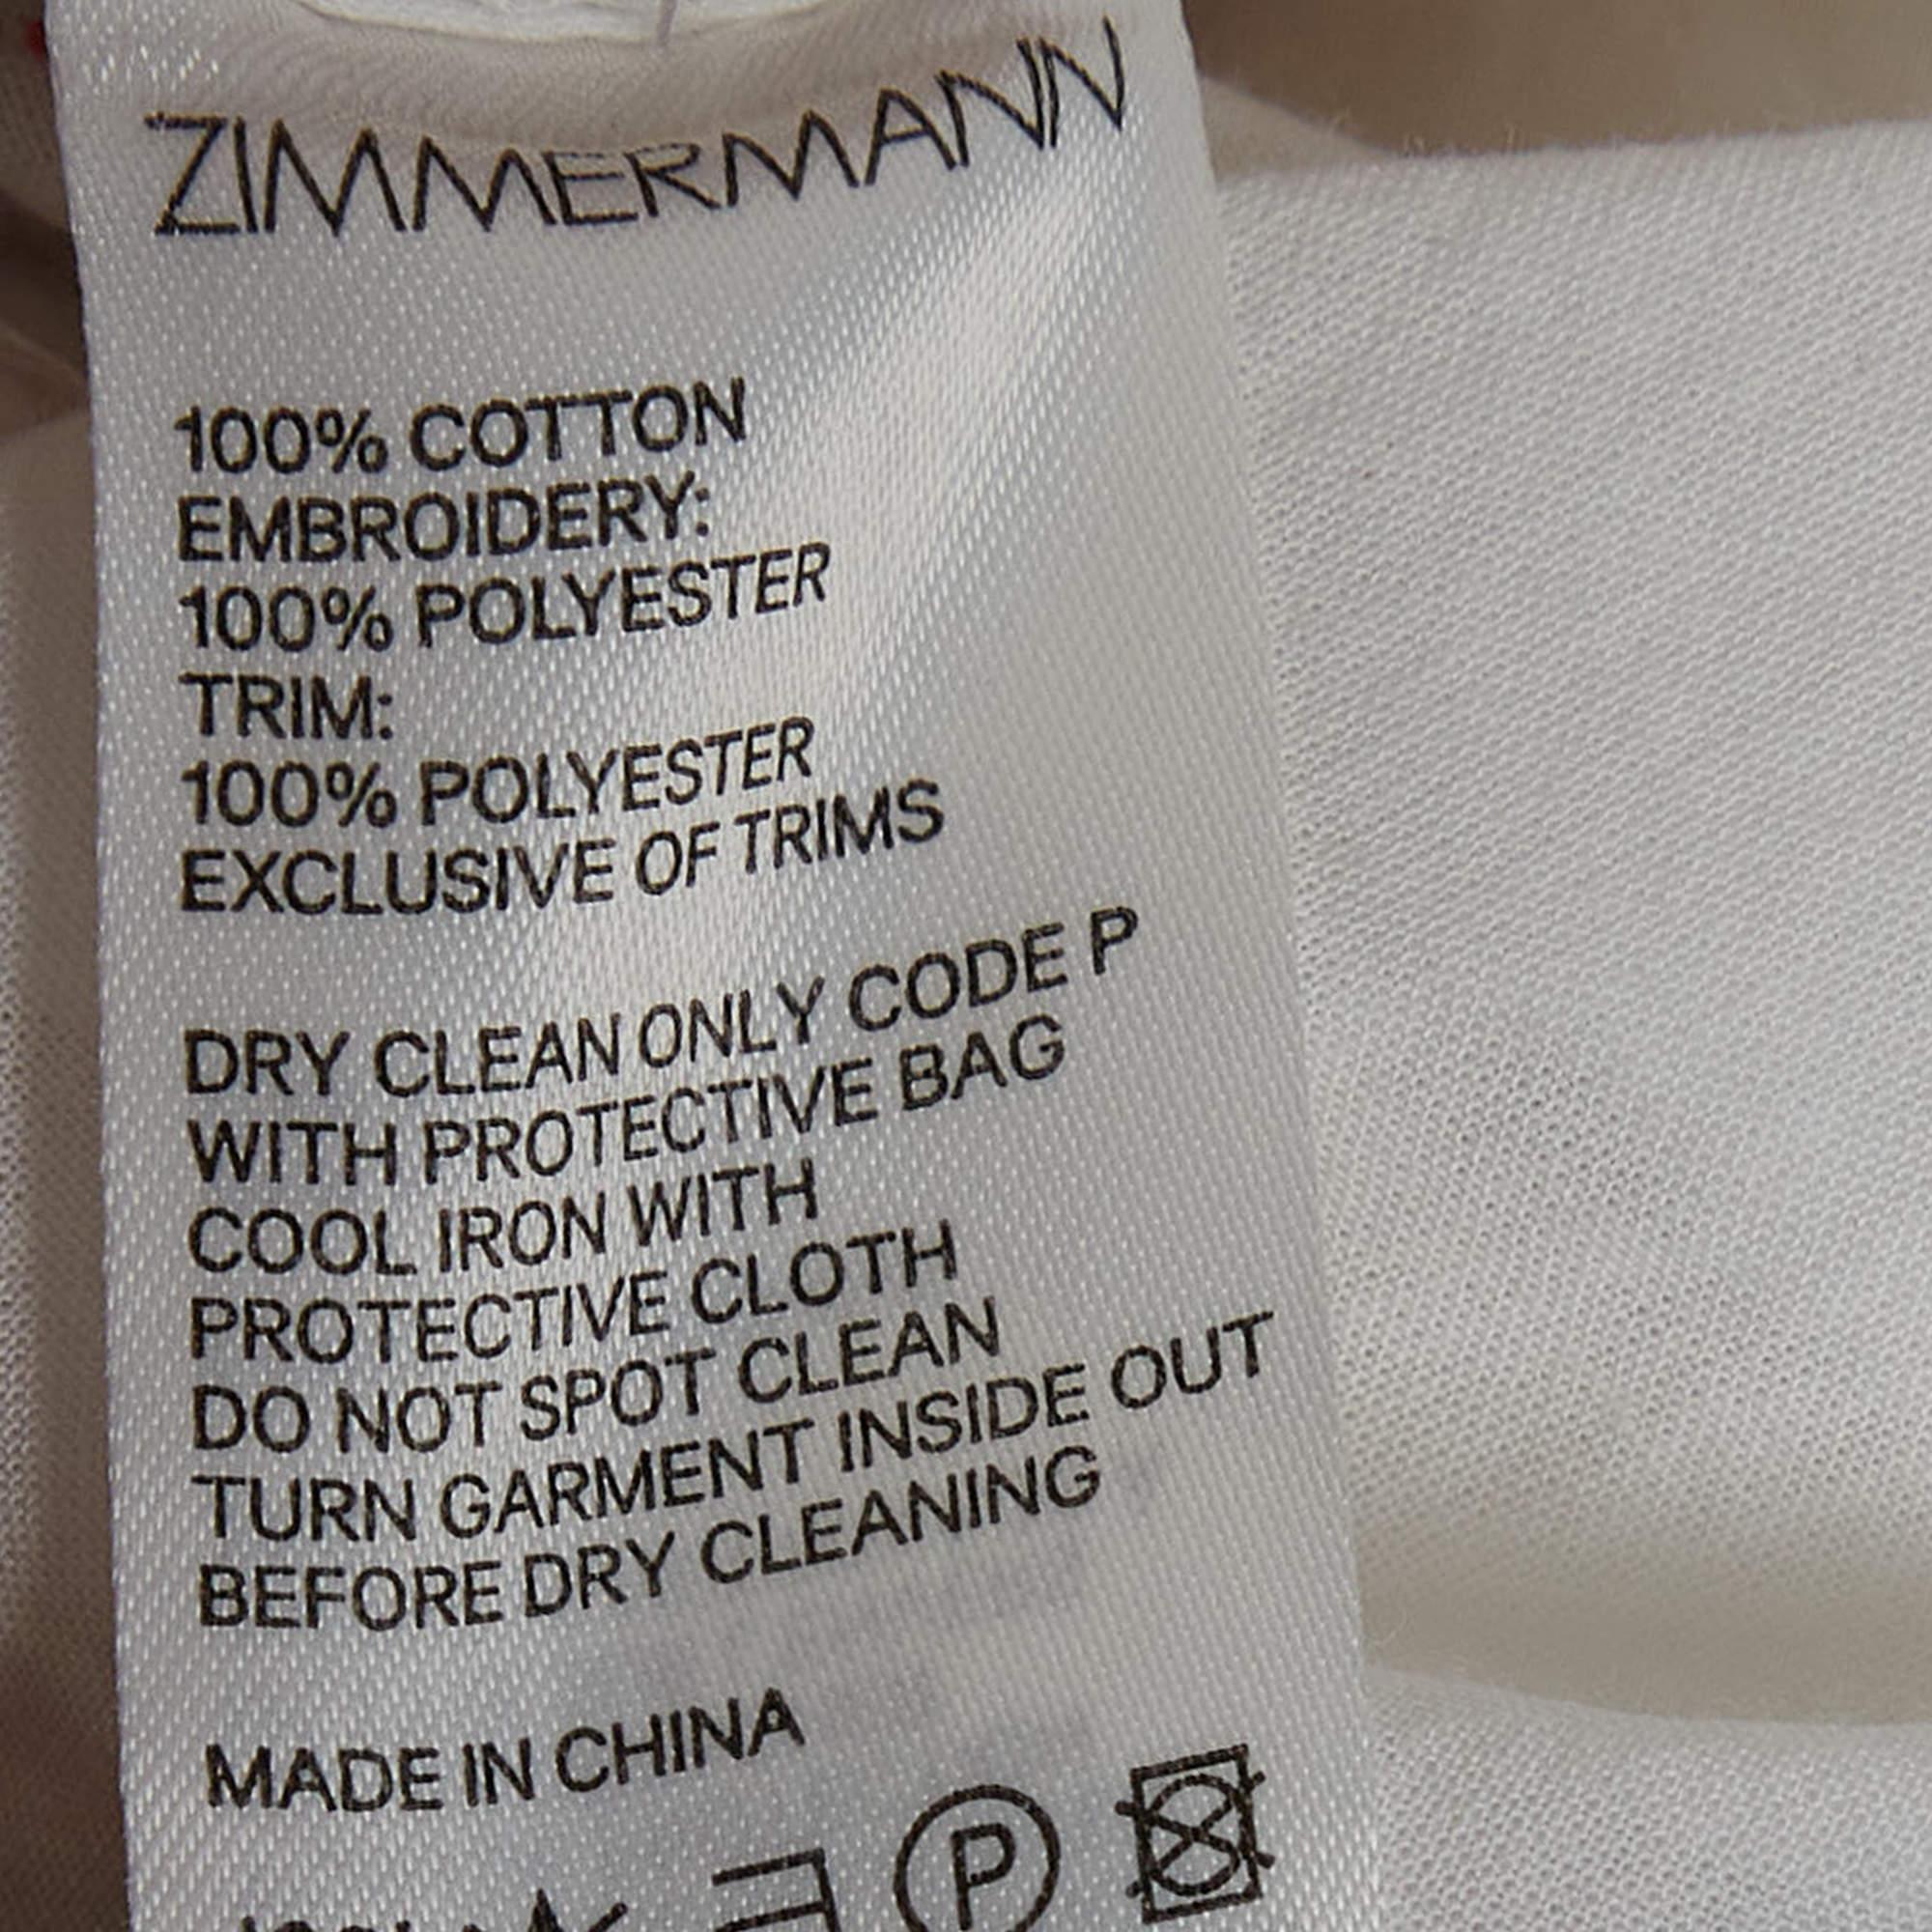 ZIMMERMANN
100% COTTON
EMBROIDERY:
100% POLYESTER
TRIM:
100% POLYESTER
EXCLUSIVE OF TRIMS
DRY CLEAN ONLY CODE P
WITH PROTECTIVE BAG
COOL IRON WITH
PROTECTIVE CLOTH
DO NOT SPOT CLEAN
TURN GARMENT INSIDE OUT
BEFORE DRY CLEANING
MADE IN CHINA
P